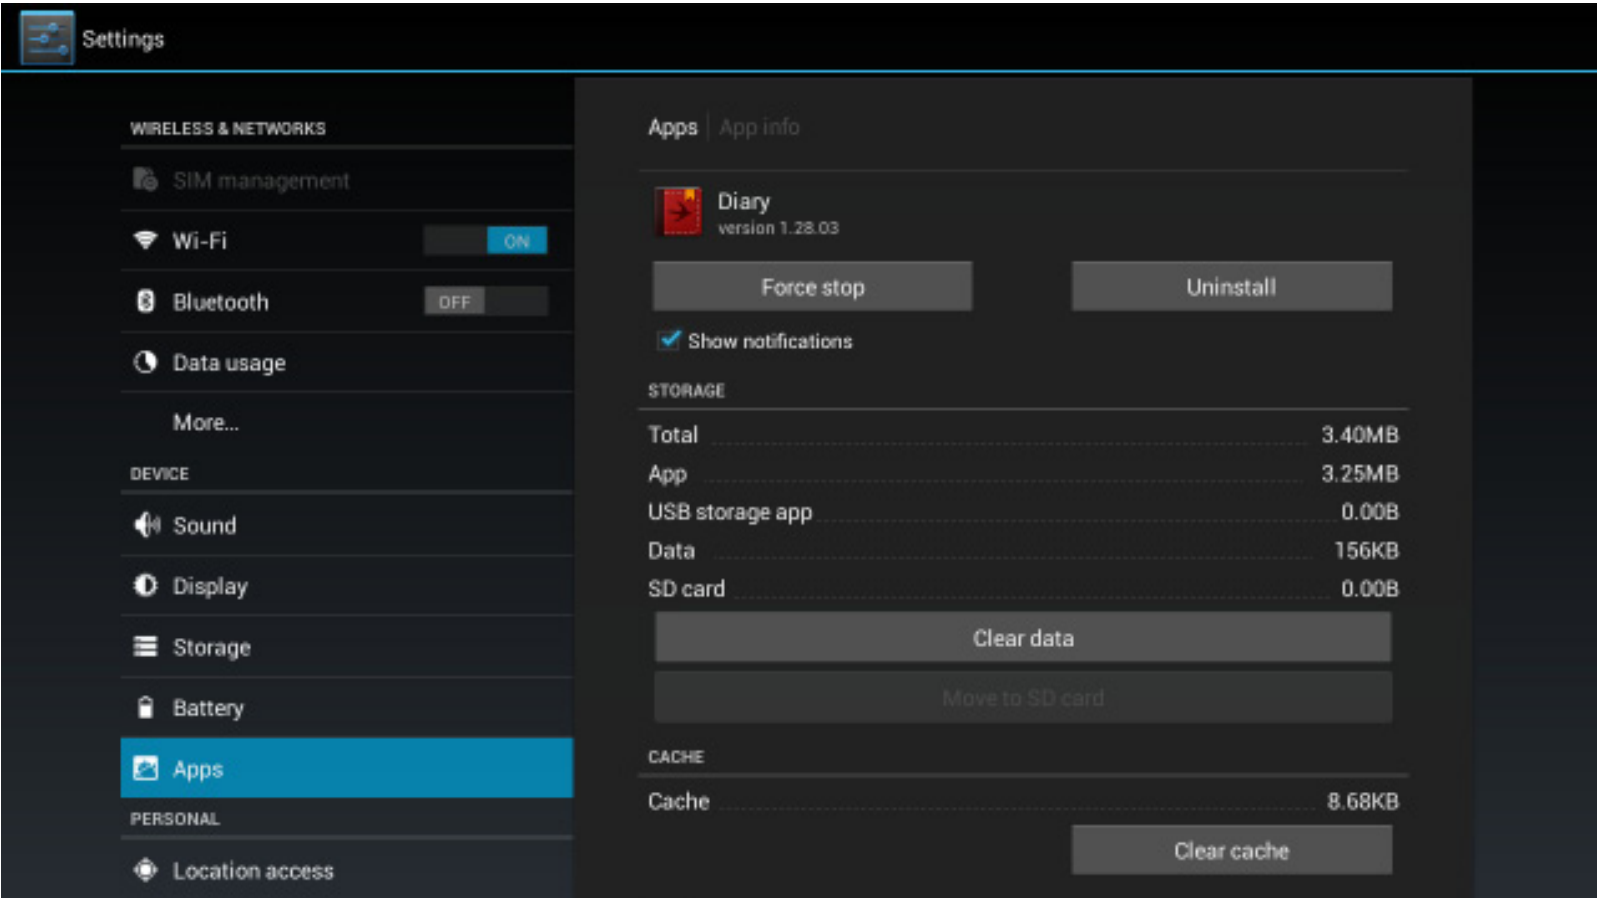 Settings
WIRELESS & NETWORKS
SIM management
Wi-Fi ON
Bluetooth OFF
Data usage
More...
DEVICE
Sound
Display
Storage
Battery
Apps
PERSONAL
Location access
Apps App info
Diary
version 1.28.03
Force stop Uninstall
Show notifications
STORAGE
Total 3.40MB
App 3.25MB
USB storage app 0.00B
Data 156KB
SD card 0.00B
Clear data
Move to SD card
CACHE
Cache 8.68KB
Clear cache